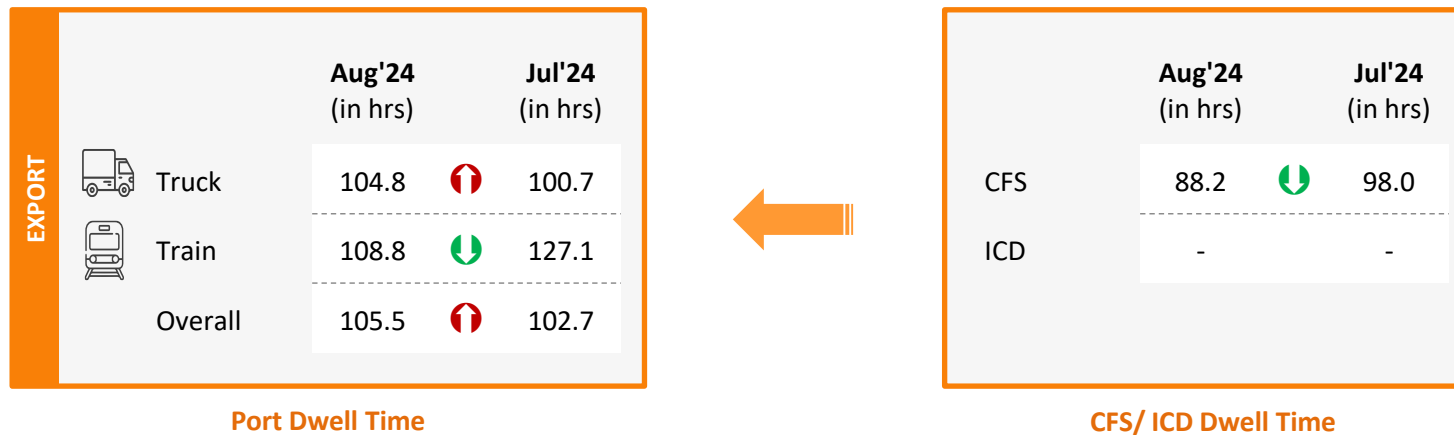 EXPORT
Aug'24 Jul'24
(in hrs) (in hrs)
Truck 104.8 100.7
Train 108.8 127.1
Overall 105.5 102.7
Port Dwell Time
Aug'24 Jul'24
(in hrs) (in hrs)
CFS 88.2 98.0
ICD - -
CFS/ ICD Dwell Time